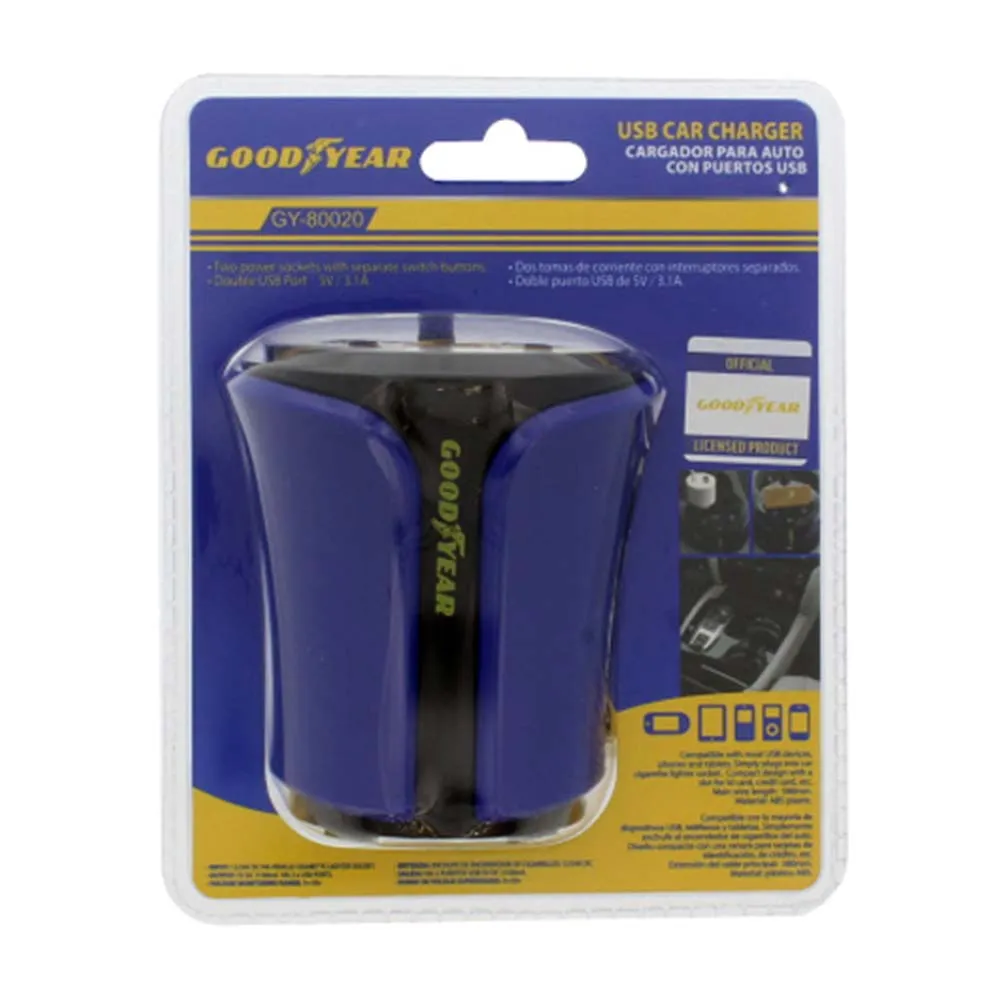 GOODYEAR
USB CAR CHARGER
CARGADOR PARA AUTO
CON PUERTOS USB
GY-80020
• Two power sockets with separate switch buttons.
• Double USB Port 5V / 3.1A
• Dos tomas de corriente con interruptores separados.
• Doble puerto USB de 5V / 3.1A
OFFICIAL
GOODYEAR
LICENSED PRODUCT
GOODYEAR
Compatible with most USB devices,
phones and tablets. Simply plugs into car
cigarette lighter socket. Compact design with a
slot for id card, credit card, etc.
Main wire length: 580mm.
Material: ABS plastic.
Compatible con la mayoría de
dispositivos USB, teléfonos y tabletas. Simplemente
enchufe al encendedor de cigarrillos del auto.
Diseño compacto con una ranura para tarjetas de
identificación, de crédito, etc.
Extensión del cable principal: 580mm.
Material: plástico ABS.